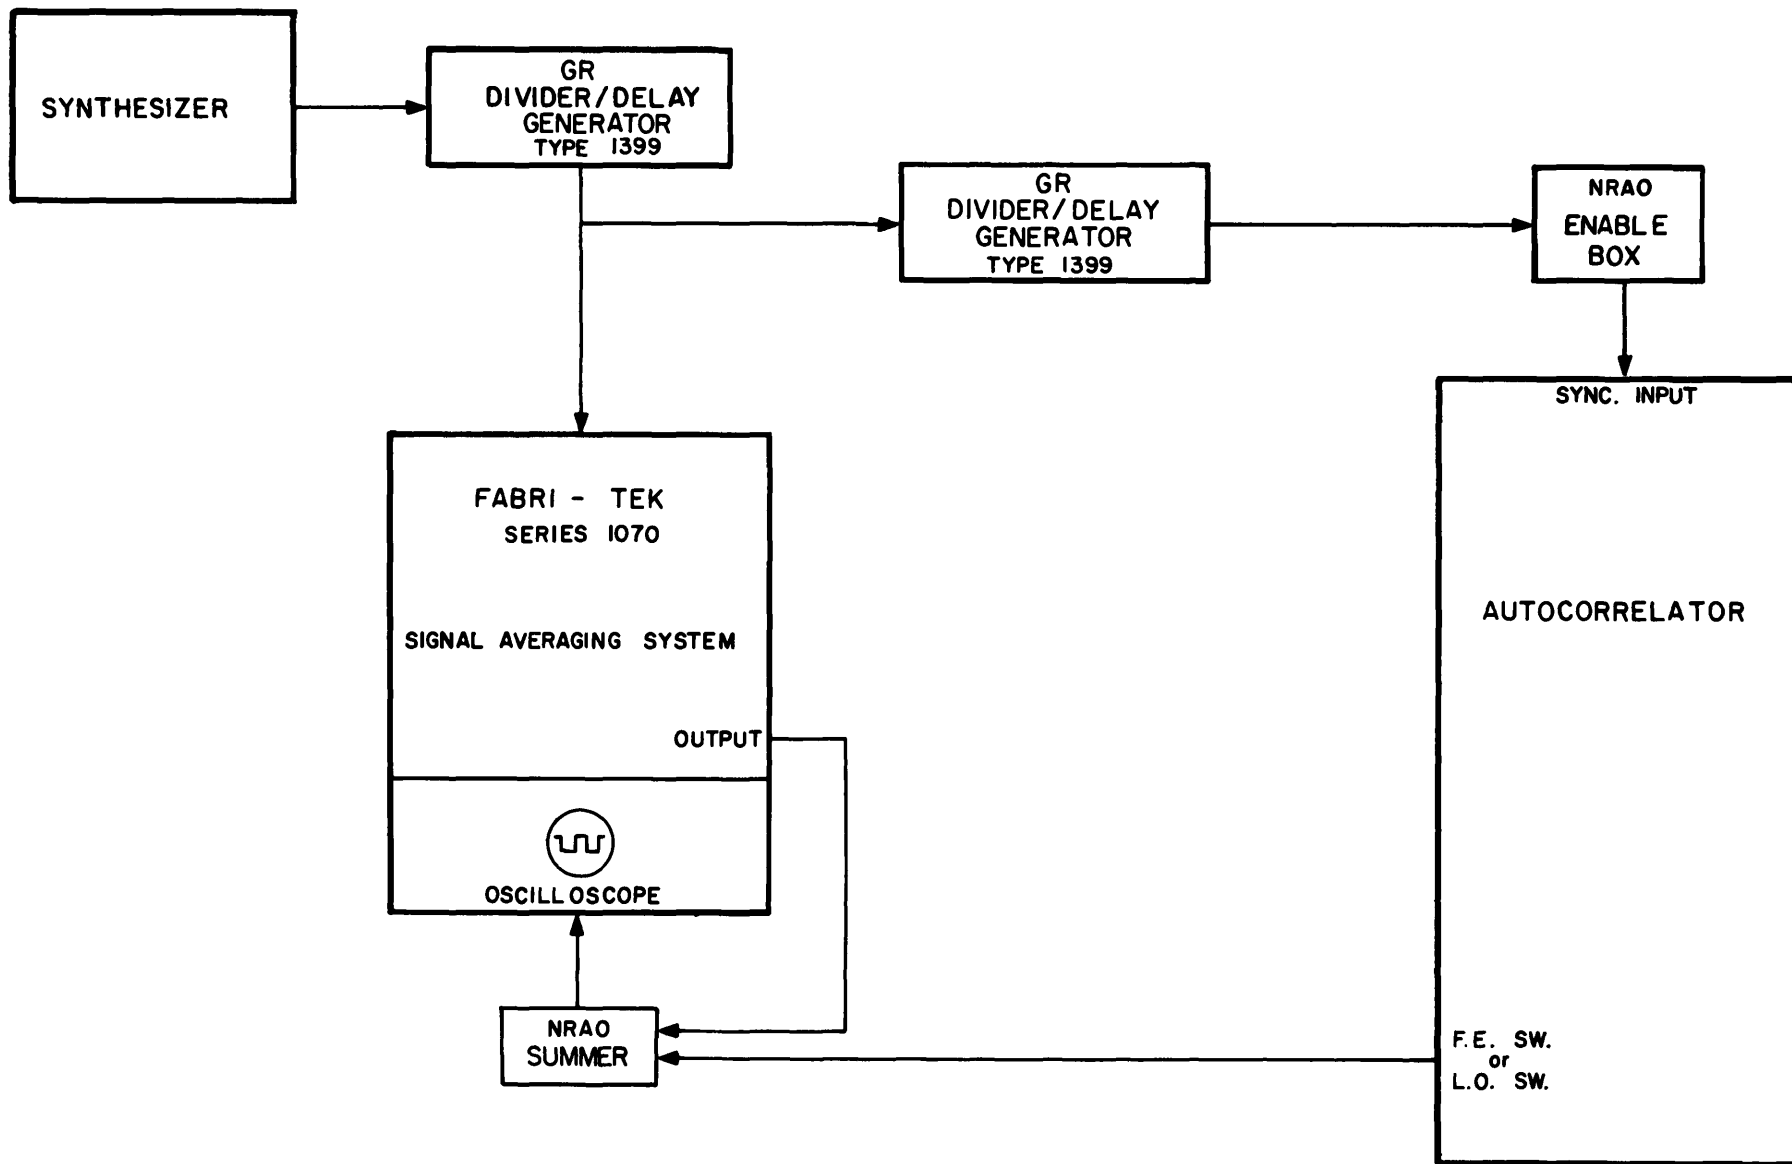 SYNTHESIZER
GR
DIVIDER/DELAY
GENERATOR
TYPE 1399
GR
DIVIDER/DELAY
GENERATOR
TYPE 1399
NRAO
ENABLE
BOX
SYNC. INPUT
AUTOCORRELATOR
F.E. SW.
or
L.O. SW.
FABRI - TEK
SERIES 1070
SIGNAL AVERAGING SYSTEM
OUTPUT
OSCILLOSCOPE
NRAO
SUMMER